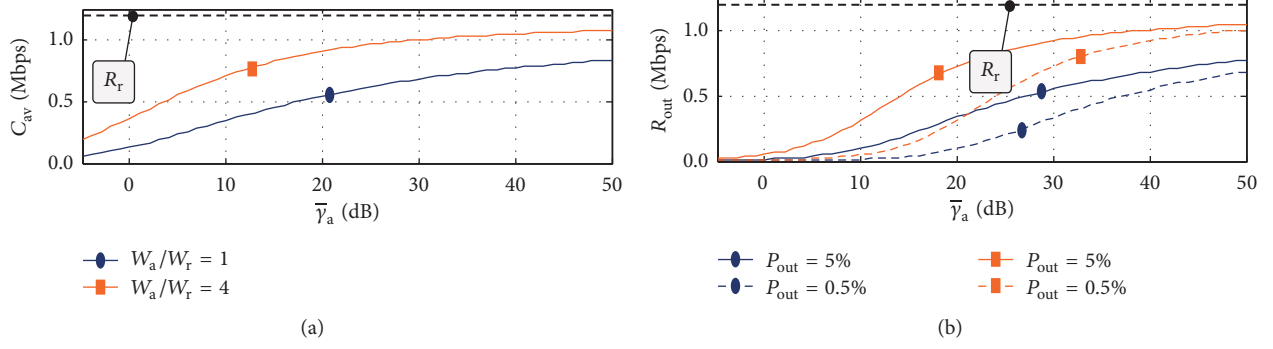 1.0
0.5
0.0
C_av (Mbps)
R_r
0 10 20 30 40 50
γ̄_a (dB)
W_a/W_r = 1
W_a/W_r = 4
(a)
1.0
0.5
0.0
R_out (Mbps)
R_r
0 10 20 30 40 50
γ̄_a (dB)
P_out = 5%
P_out = 0.5%
P_out = 5%
P_out = 0.5%
(b)